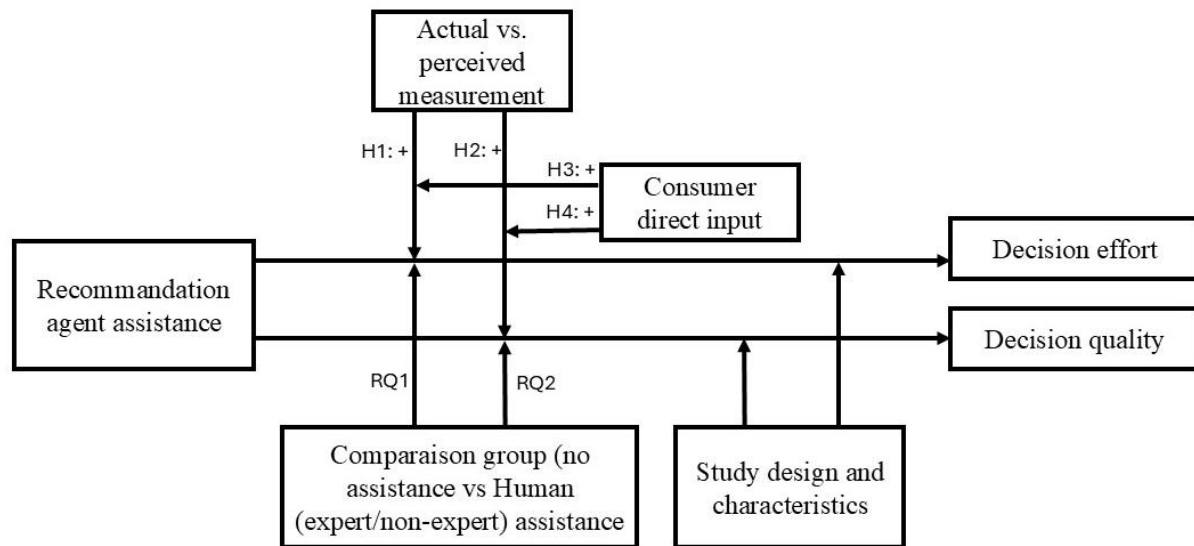 Actual vs.
perceived
measurement
H1: +
H2: +
H3: +
H4: +
Consumer
direct input
Recommandation
agent assistance
Decision effort
Decision quality
RQ1
RQ2
Comparaison group (no
assistance vs Human
(expert/non-expert) assistance
Study design and
characteristics